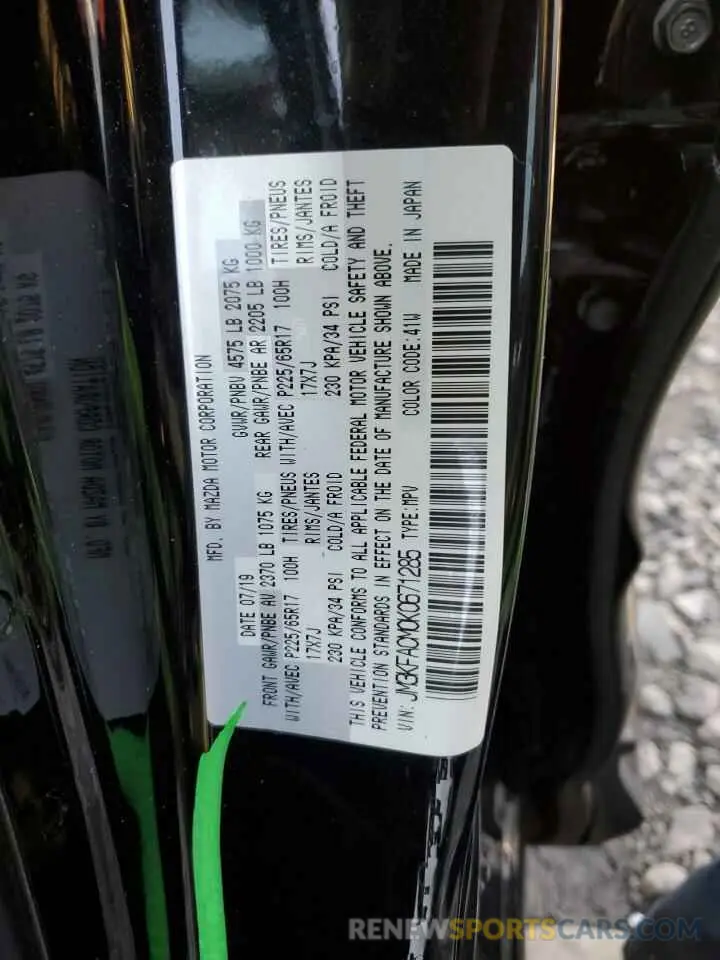 MFD. BY MAZDA MOTOR CORPORATION
DATE 07/19 GVWR/PNBV 4575 LB 2075 KG
FRONT GAWR/PNBE AV 2370 LB 1075 KG REAR GAWR/PNBE AR 2205 LB 1000 KG
WITH/AVEC P225/65R17 100H TIRES/PNEUS WITH/AVEC P225/65R17 100H TIRES/PNEUS
17X7J RIMS/JANTES 17X7J RIMS/JANTES
230 KPA/34 PSI COLD/A FROID 230 KPA/34 PSI COLD/A FROID
THIS VEHICLE CONFORMS TO ALL APPLICABLE FEDERAL MOTOR VEHICLE SAFETY AND THEFT
PREVENTION STANDARDS IN EFFECT ON THE DATE OF MANUFACTURE SHOWN ABOVE.
VIN: JM3KFACM0K0671285 TYPE:MPV COLOR CODE:41W MADE IN JAPAN
RENEWSPORTSCARS.COM